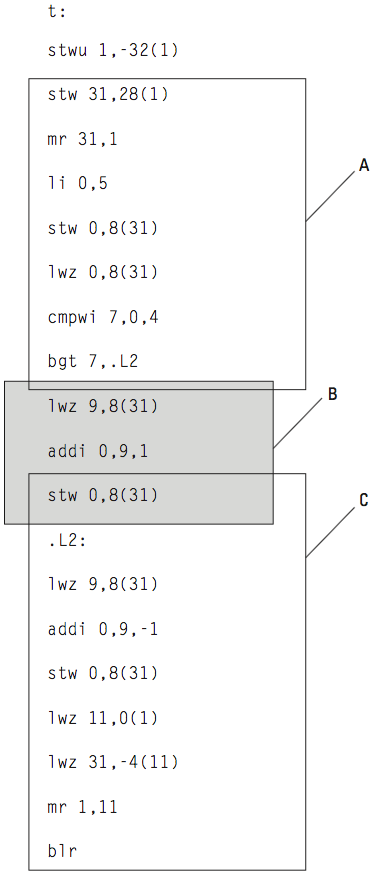 t:
stwu 1,-32(1)
stw 31,28(1)
mr 31,1
li 0,5
stw 0,8(31)
lwz 0,8(31)
cmpwi 7,0,4
bgt 7,.L2
lwz 9,8(31)
addi 0,9,1
stw 0,8(31)
.L2:
lwz 9,8(31)
addi 0,9,-1
stw 0,8(31)
lwz 11,0(1)
lwz 31,-4(11)
mr 1,11
blr
A
B
C